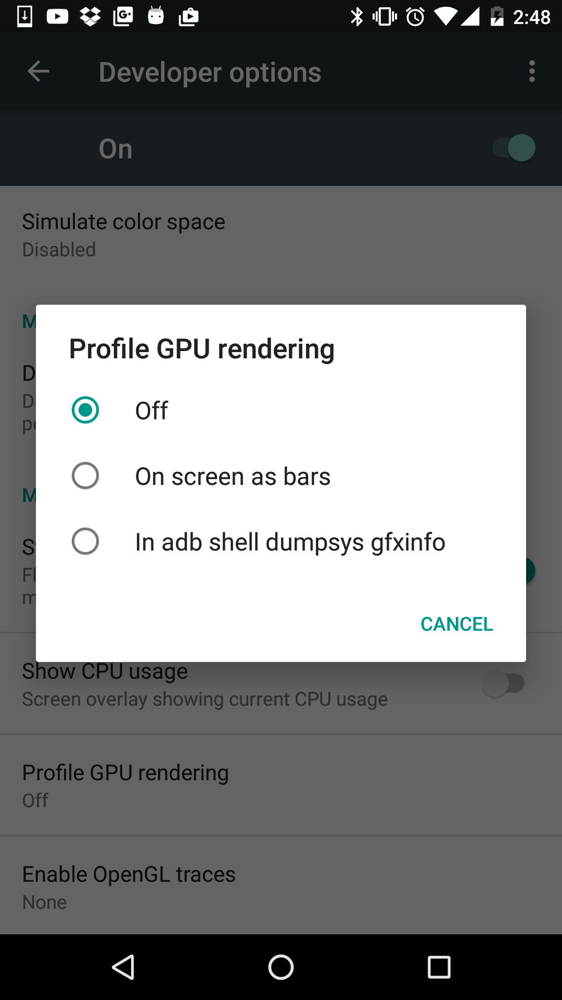 2:48
Developer options
On
Simulate color space
Disabled
Profile GPU rendering
Off
On screen as bars
In adb shell dumpsys gfxinfo
CANCEL
Show CPU usage
Screen overlay showing current CPU usage
Profile GPU rendering
Off
Enable OpenGL traces
None